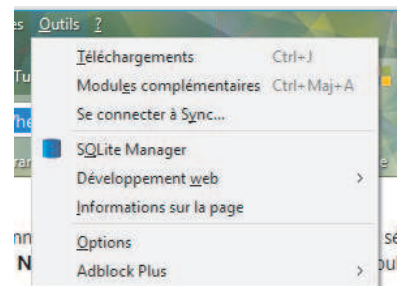 Outils ?
Téléchargements Ctrl+J
Modules complémentaires Ctrl+Maj+A
Se connecter à Sync...
SQLite Manager
Développement web >
Informations sur la page
Options
Adblock Plus >